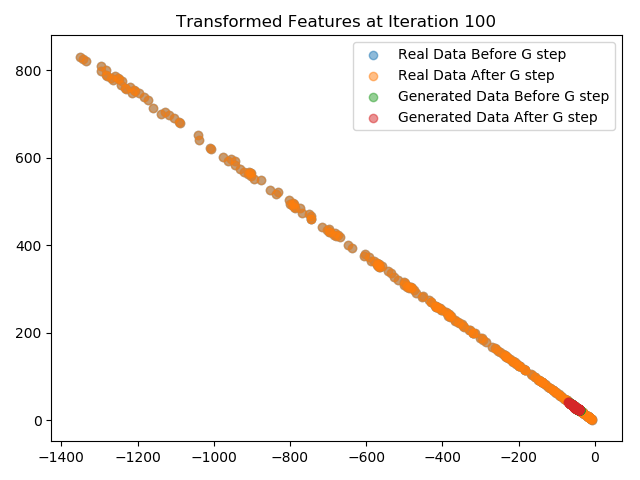 Transformed Features at Iteration 100
Real Data Before G step
Real Data After G step
Generated Data Before G step
Generated Data After G step
800
600
400
200
0
−1400 −1200 −1000 −800 −600 −400 −200 0